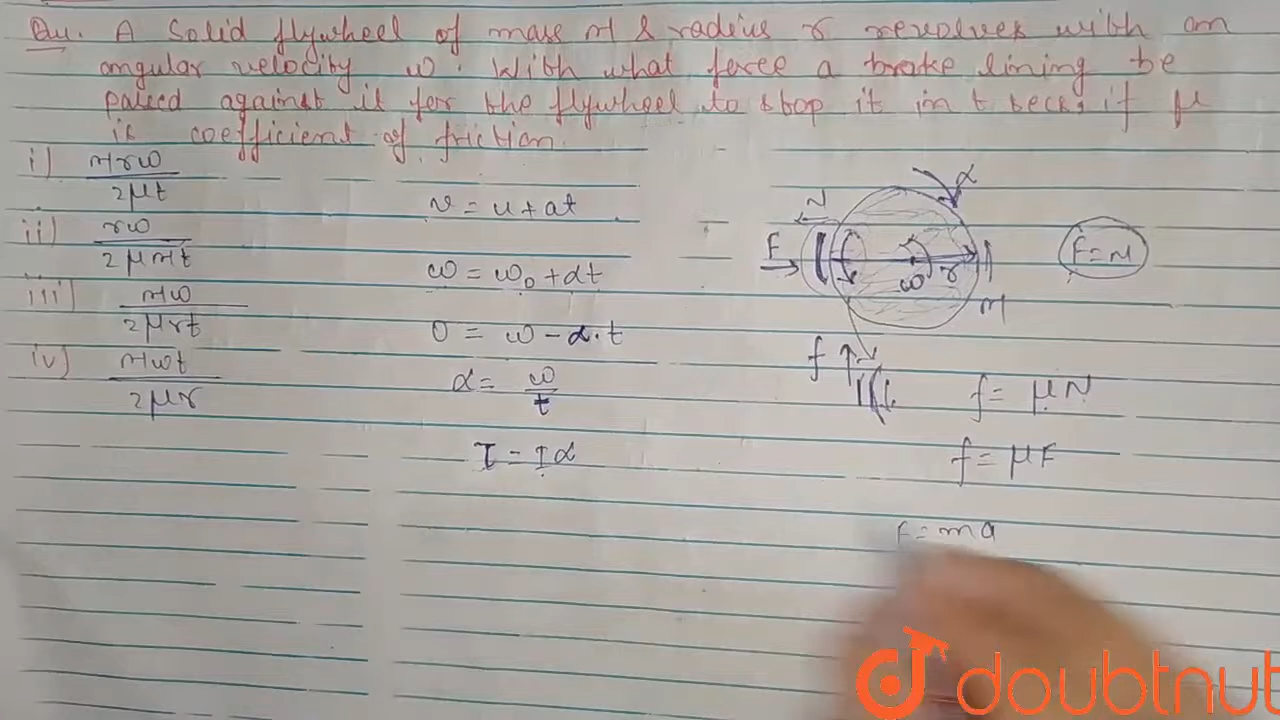 Qu. A Solid flywheel of mass M & radius r revolves with an
angular velocity ω. With what force a brake lining be
paled against it for the flywheel to stop it in t secs, if μ
is coefficient of friction.
i) Mrω / 2μt
ii) rω / 2μMt
iii) Mω / 2μrt
iv) Mωt / 2μr
v = u + at
ω = ω₀ + αt
0 = ω - α·t
α = ω / t
τ = Iα
α
N
F
f
ω
r
M
F = N
f
f = μN
f = μF
F = ma
doubtnut